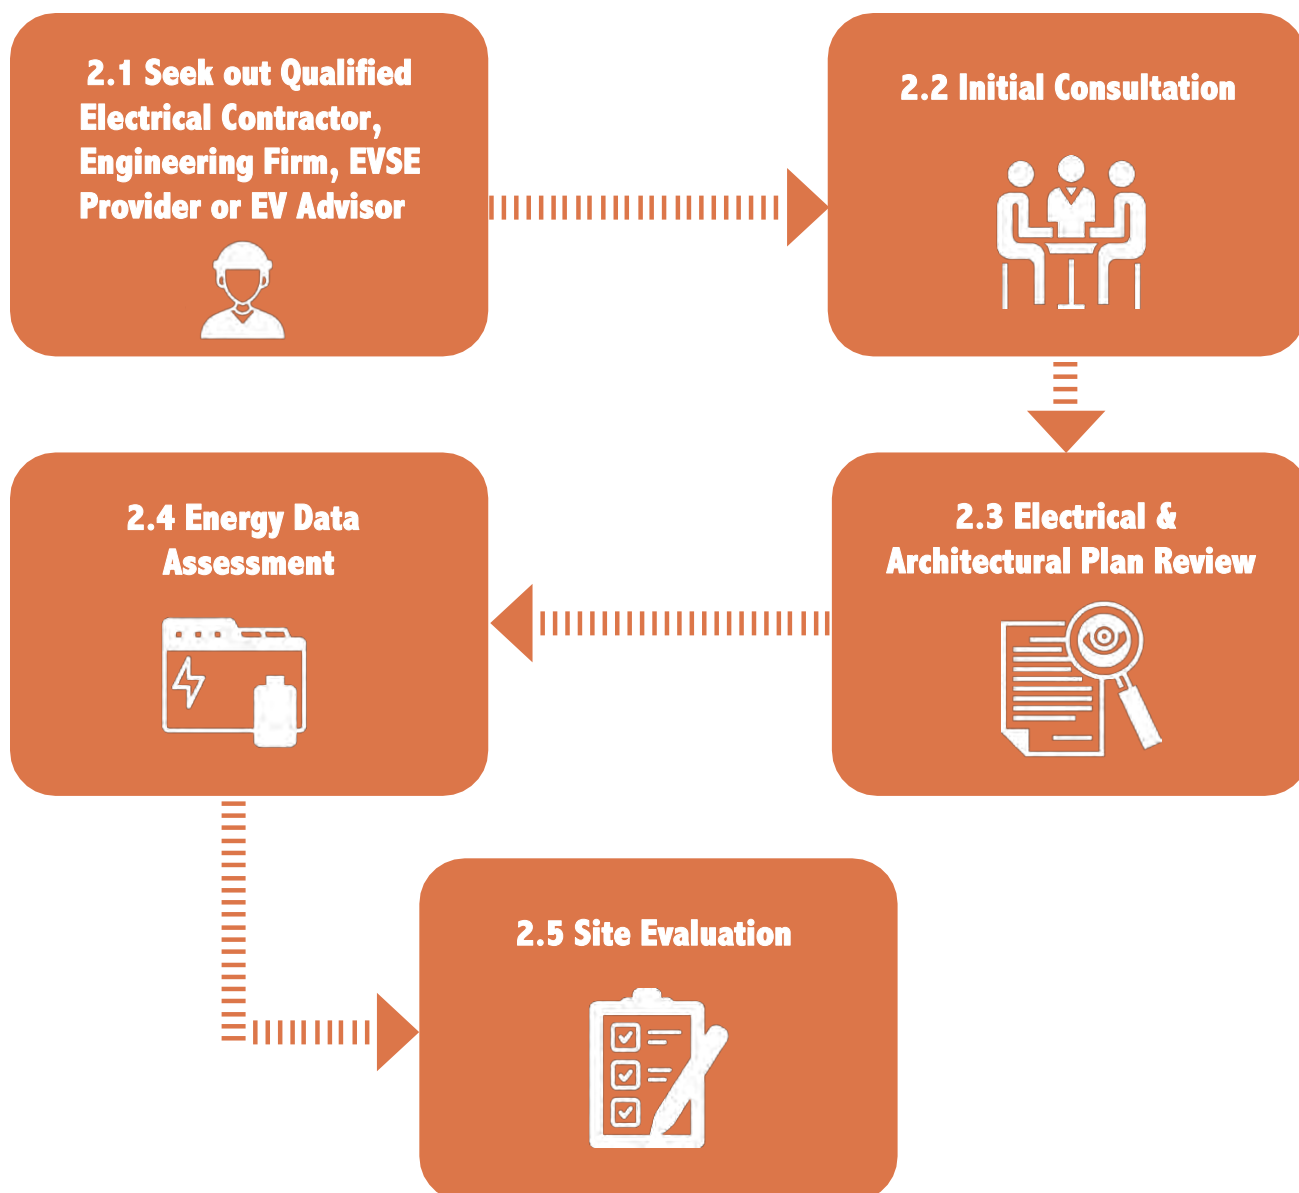 2.1 Seek out Qualified
Electrical Contractor,
Engineering Firm, EVSE
Provider or EV Advisor
2.2 Initial Consultation
2.3 Electrical &
Architectural Plan Review
2.4 Energy Data
Assessment
2.5 Site Evaluation